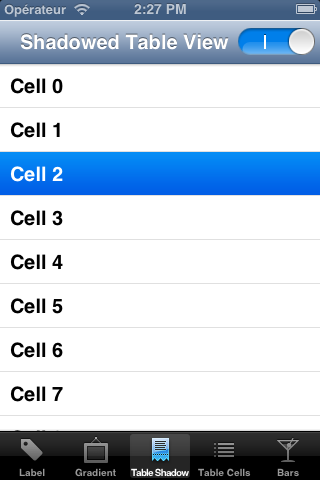 Opérateur 2:27 PM
Shadowed Table View
Cell 0
Cell 1
Cell 2
Cell 3
Cell 4
Cell 5
Cell 6
Cell 7
Label Gradient Table Shadow Table Cells Bars